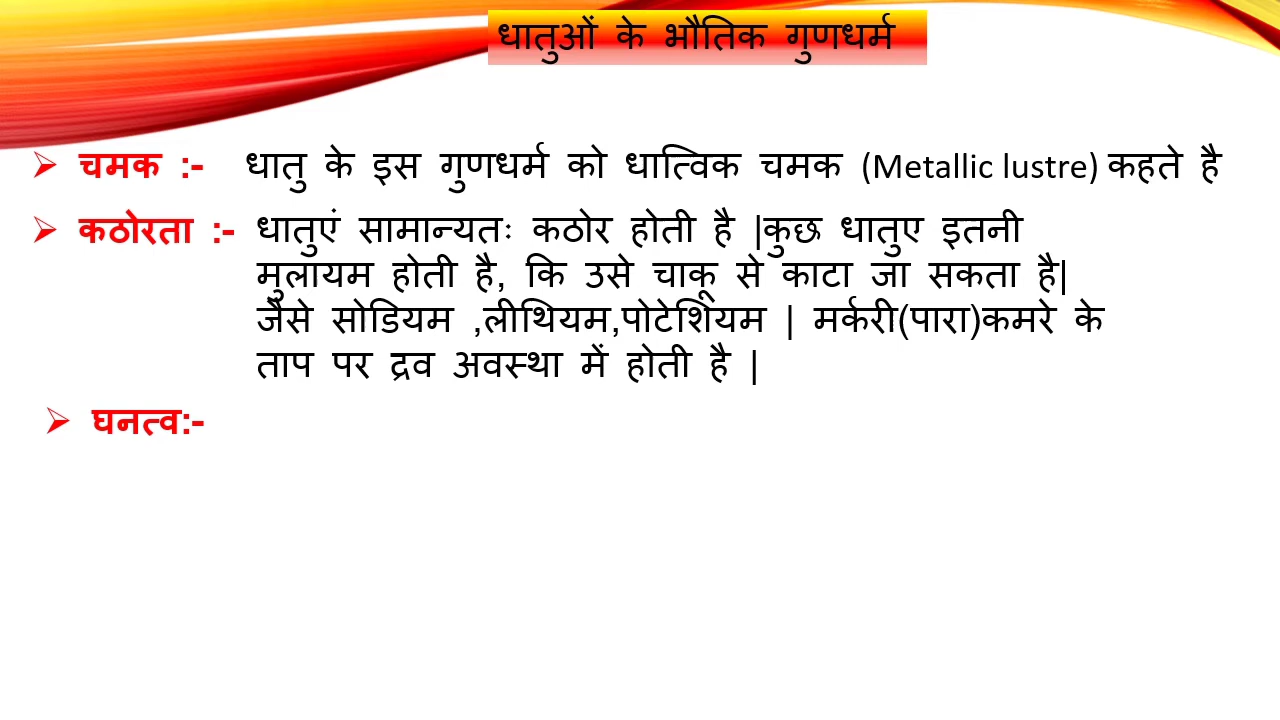 धातुओं के भौतिक गुणधर्म
➢ चमक :- धातु के इस गुणधर्म को धात्विक चमक (Metallic lustre) कहते है
➢ कठोरता :- धातुएं सामान्यतः कठोर होती है |कुछ धातुए इतनी
मुलायम होती है, कि उसे चाकू से काटा जा सकता है|
जैसे सोडियम ,लीथियम,पोटेशियम | मर्करी(पारा)कमरे के
ताप पर द्रव अवस्था में होती है |
➢ घनत्व:-